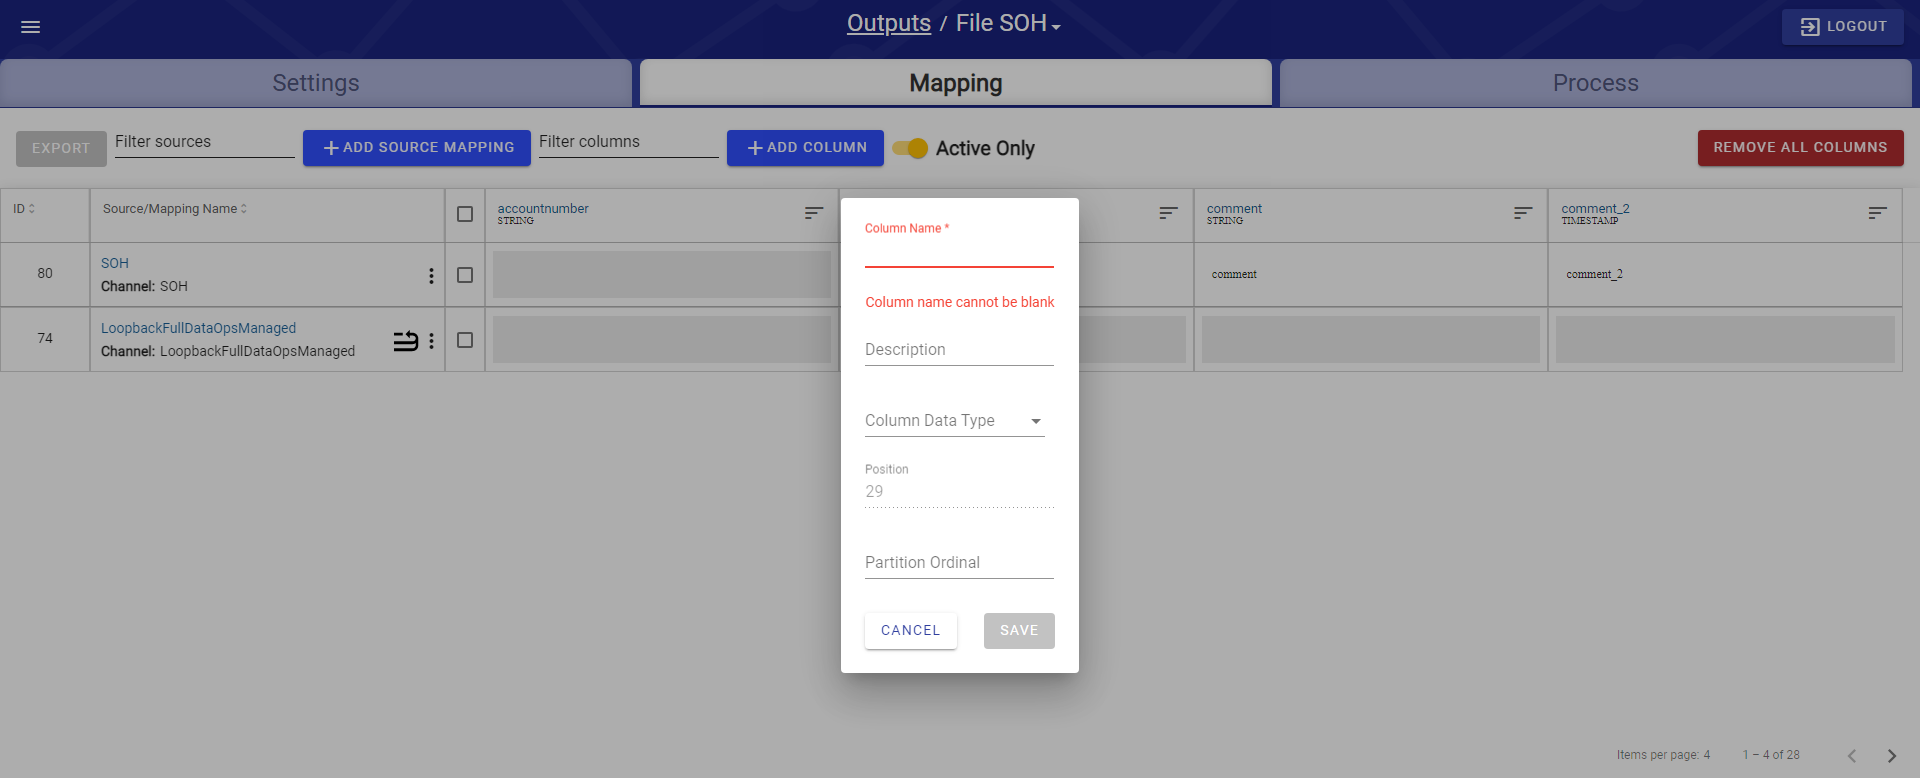 Outputs / File SOH
LOGOUT
Settings
Mapping
Process
EXPORT
Filter sources
ADD SOURCE MAPPING
Filter columns
ADD COLUMN
Active Only
REMOVE ALL COLUMNS
ID
Source/Mapping Name
accountnumber
STRING
comment
STRING
comment_2
TIMESTAMP
80
SOH
Channel: SOH
comment
comment_2
74
LoopbackFullDataOpsManaged
Channel: LoopbackFullDataOpsManaged
Column Name *
Column name cannot be blank
Description
Column Data Type
Position
29
Partition Ordinal
CANCEL
SAVE
Items per page: 4
1 – 4 of 28